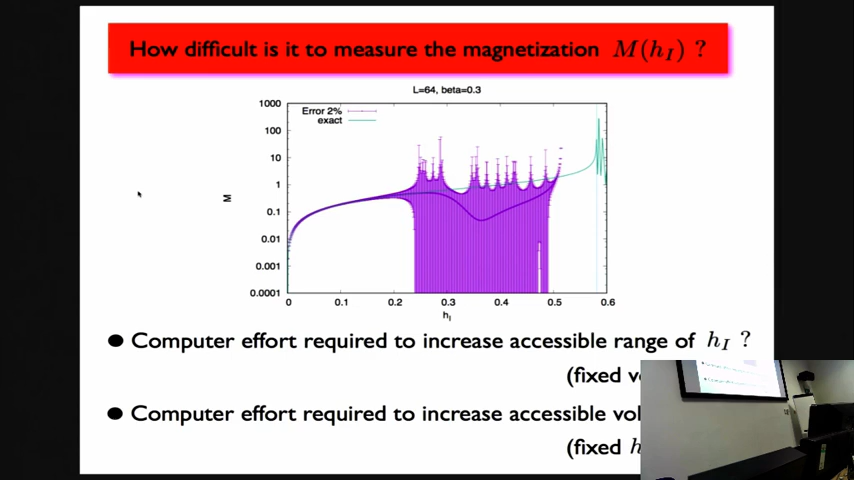 How difficult is it to measure the magnetization M(h_I) ?
L=64, beta=0.3
Error 2%
exact
1000
100
10
1
0.1
0.01
0.001
0.0001
M
0 0.1 0.2 0.3 0.4 0.5 0.6
h_I
● Computer effort required to increase accessible range of h_I ?
(fixed
● Computer effort required to increase accessible
(fixed h